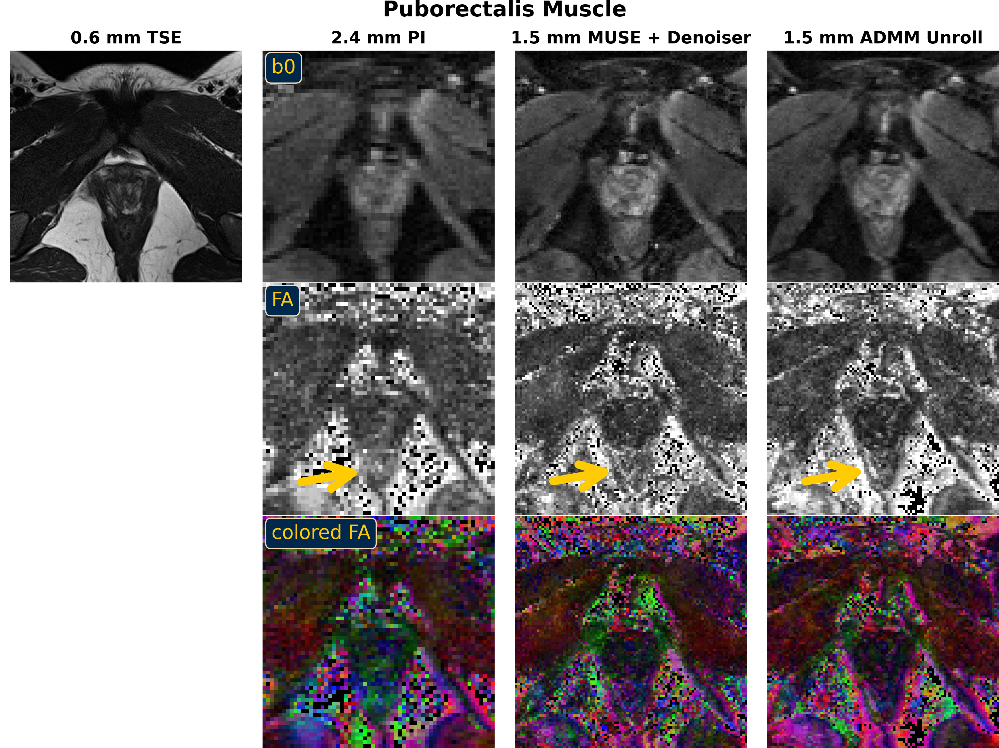 Puborectalis Muscle
0.6 mm TSE
2.4 mm PI
1.5 mm MUSE + Denoiser
1.5 mm ADMM Unroll
b0
FA
colored FA